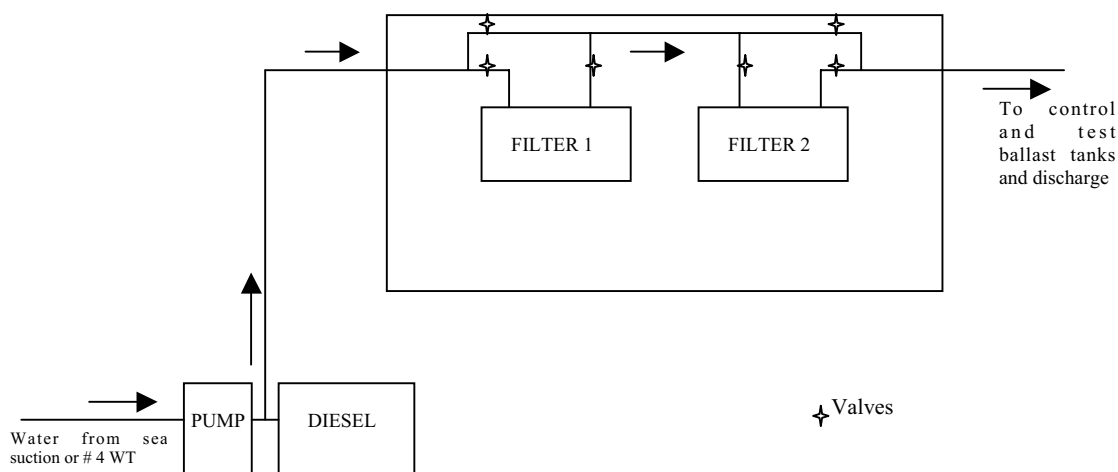 FILTER 1
FILTER 2
To control
and test
ballast tanks
and discharge
PUMP
DIESEL
Valves
Water from sea
suction or # 4 WT